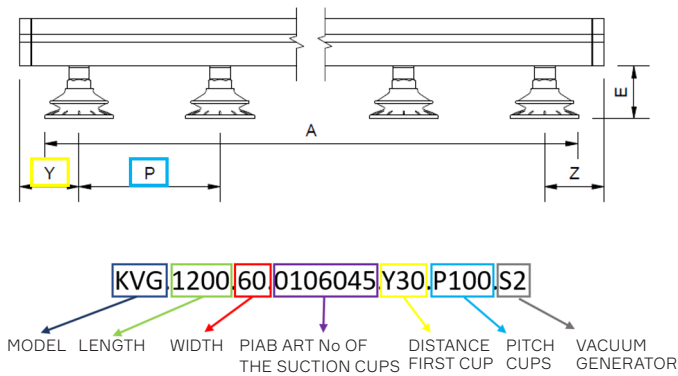 E
A
Y
P
Z
KVG.1200.60.0106045.Y30.P100.S2
MODEL LENGTH WIDTH PIAB ART No OF DISTANCE PITCH VACUUM
THE SUCTION CUPS FIRST CUP CUPS GENERATOR